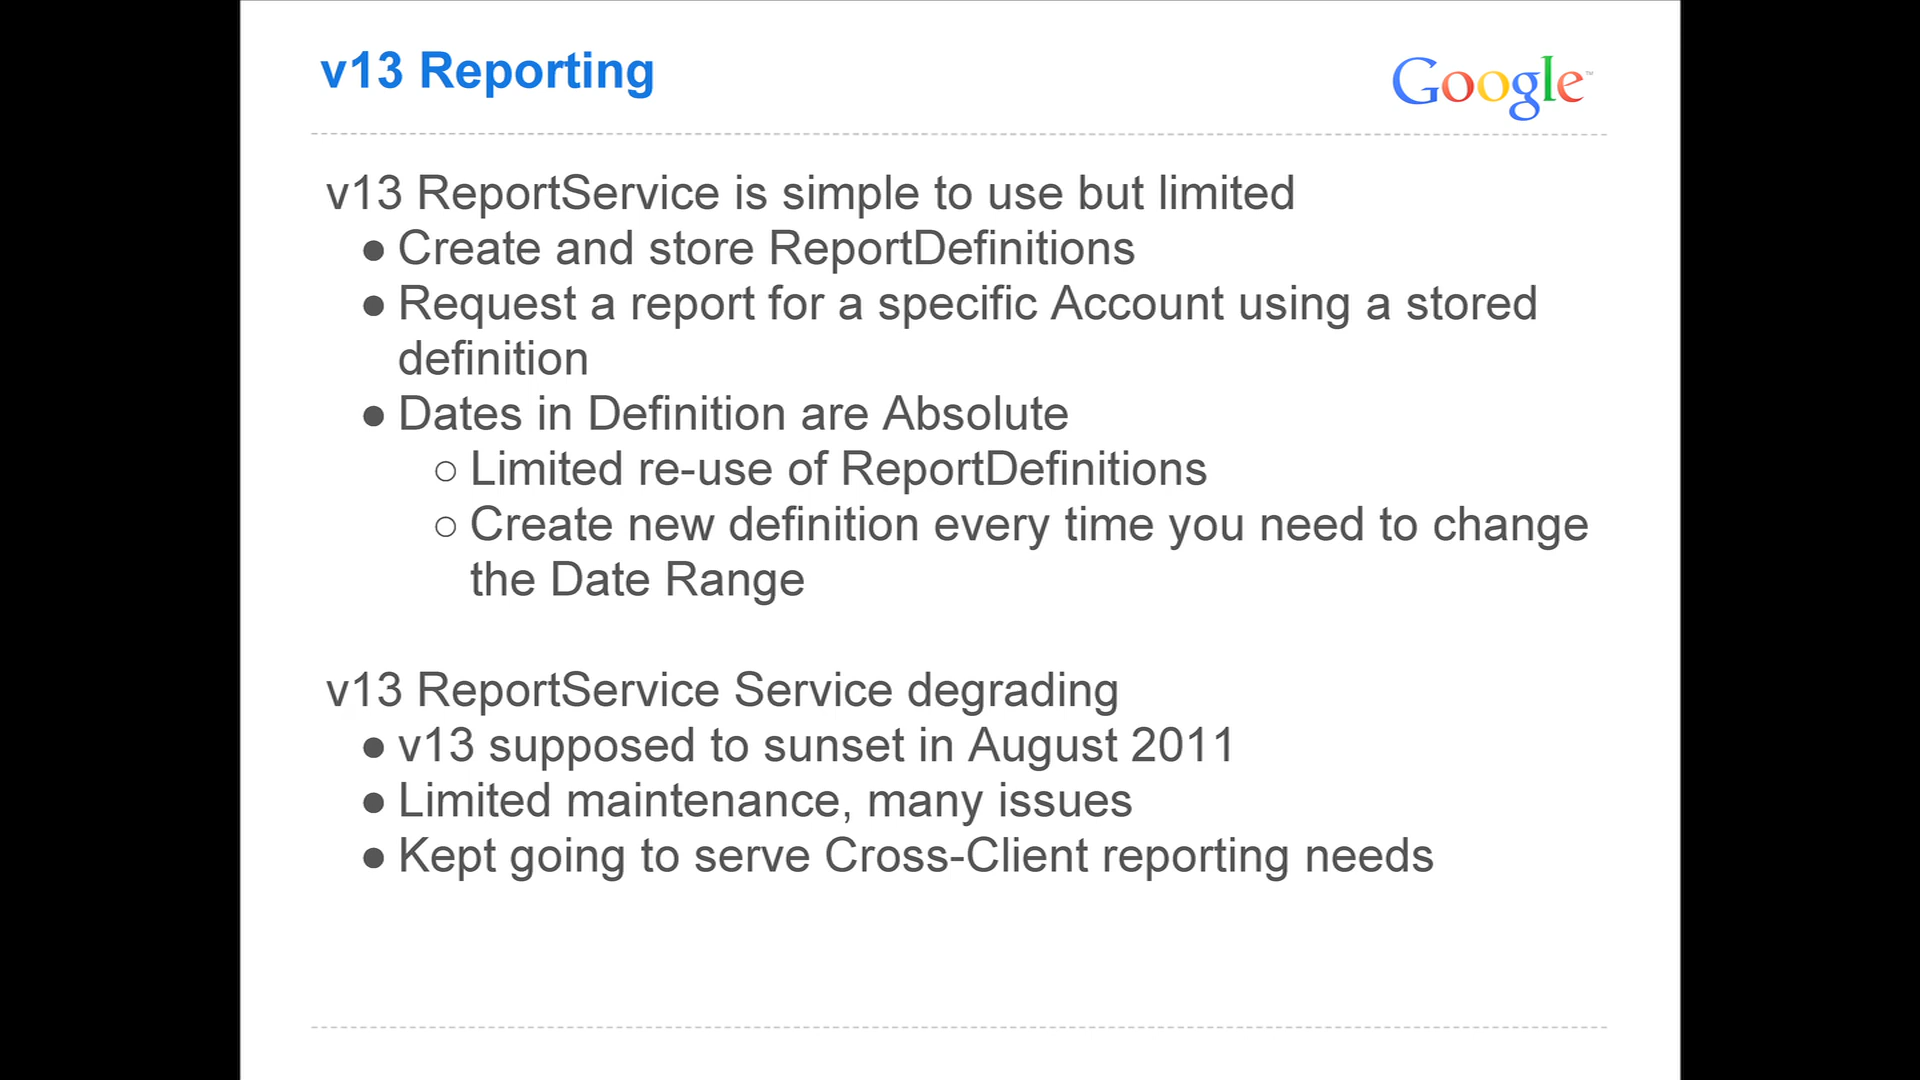 v13 Reporting
Google™
v13 ReportService is simple to use but limited
● Create and store ReportDefinitions
● Request a report for a specific Account using a stored
definition
● Dates in Definition are Absolute
○ Limited re-use of ReportDefinitions
○ Create new definition every time you need to change
the Date Range
v13 ReportService Service degrading
● v13 supposed to sunset in August 2011
● Limited maintenance, many issues
● Kept going to serve Cross-Client reporting needs